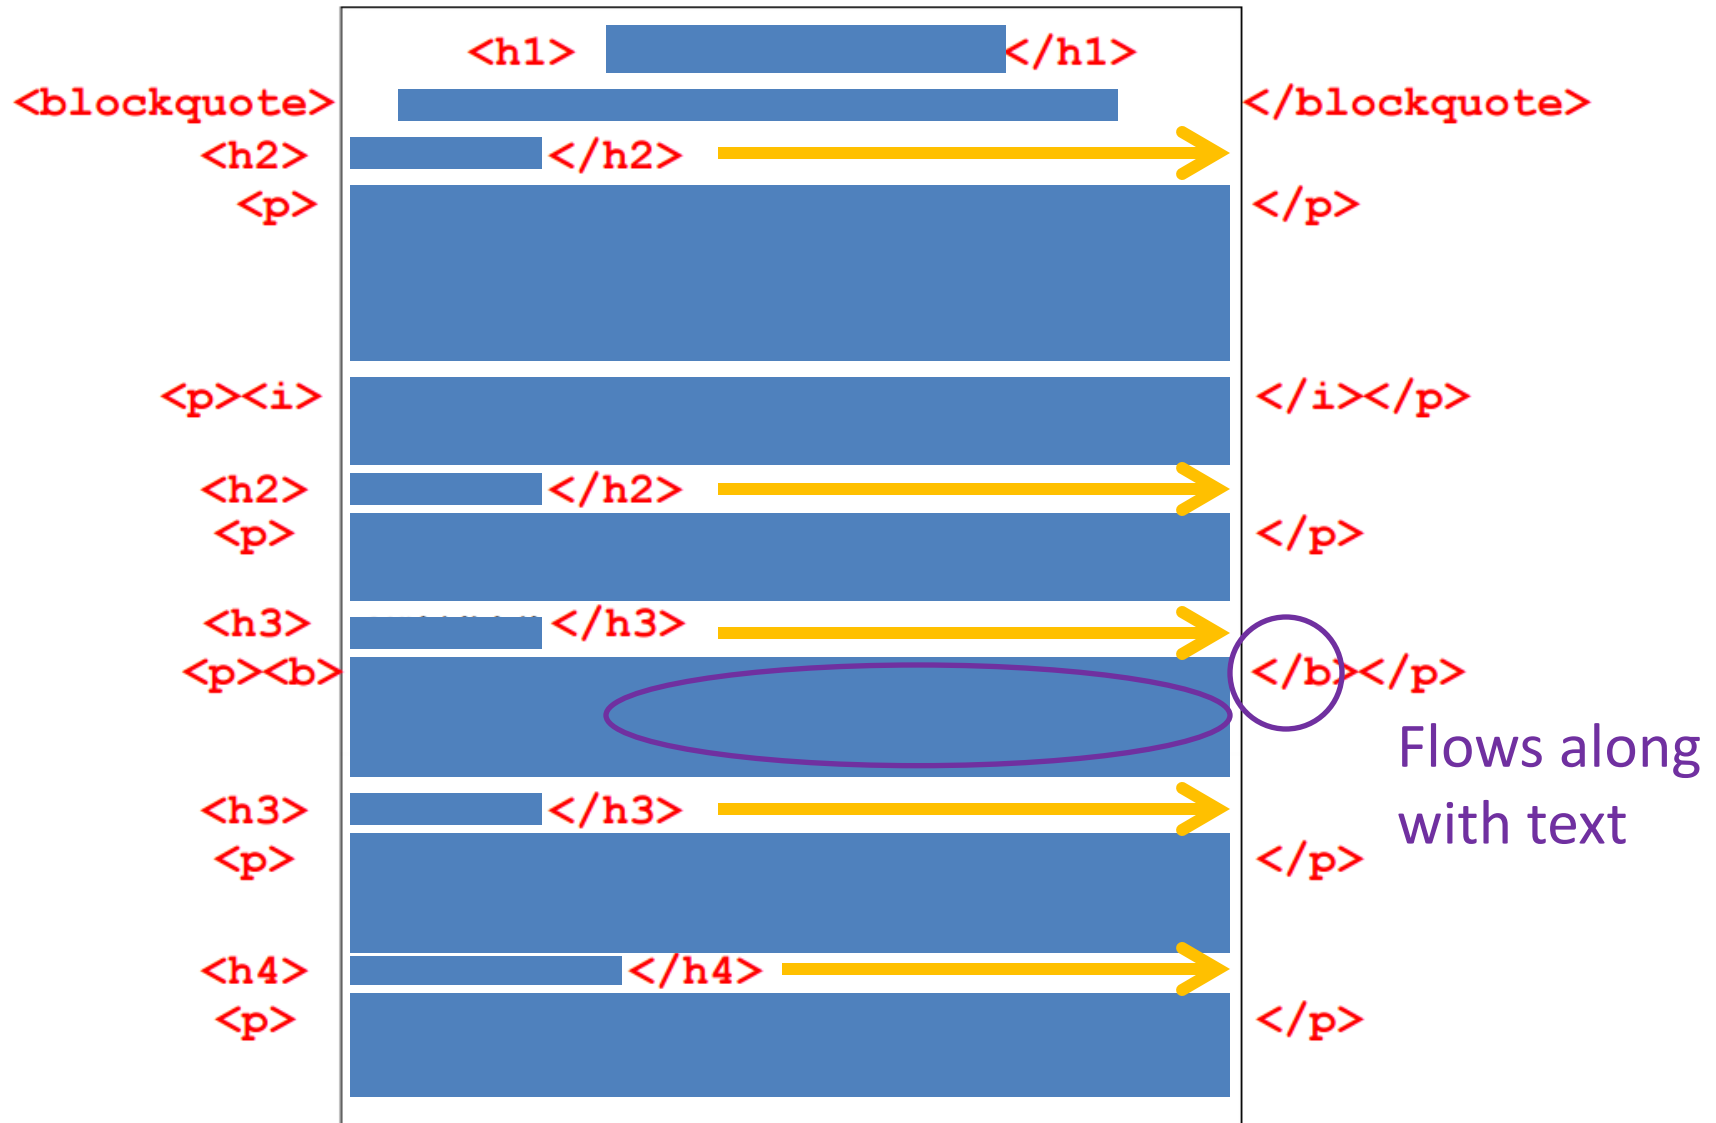 <h1> </h1>
<blockquote> </blockquote>
<h2> </h2>
<p> </p>
<p><i> </i></p>
<h2> </h2>
<p> </p>
<h3> </h3>
<p><b> </b></p>
Flows along
with text
<h3> </h3>
<p> </p>
<h4> </h4>
<p> </p>